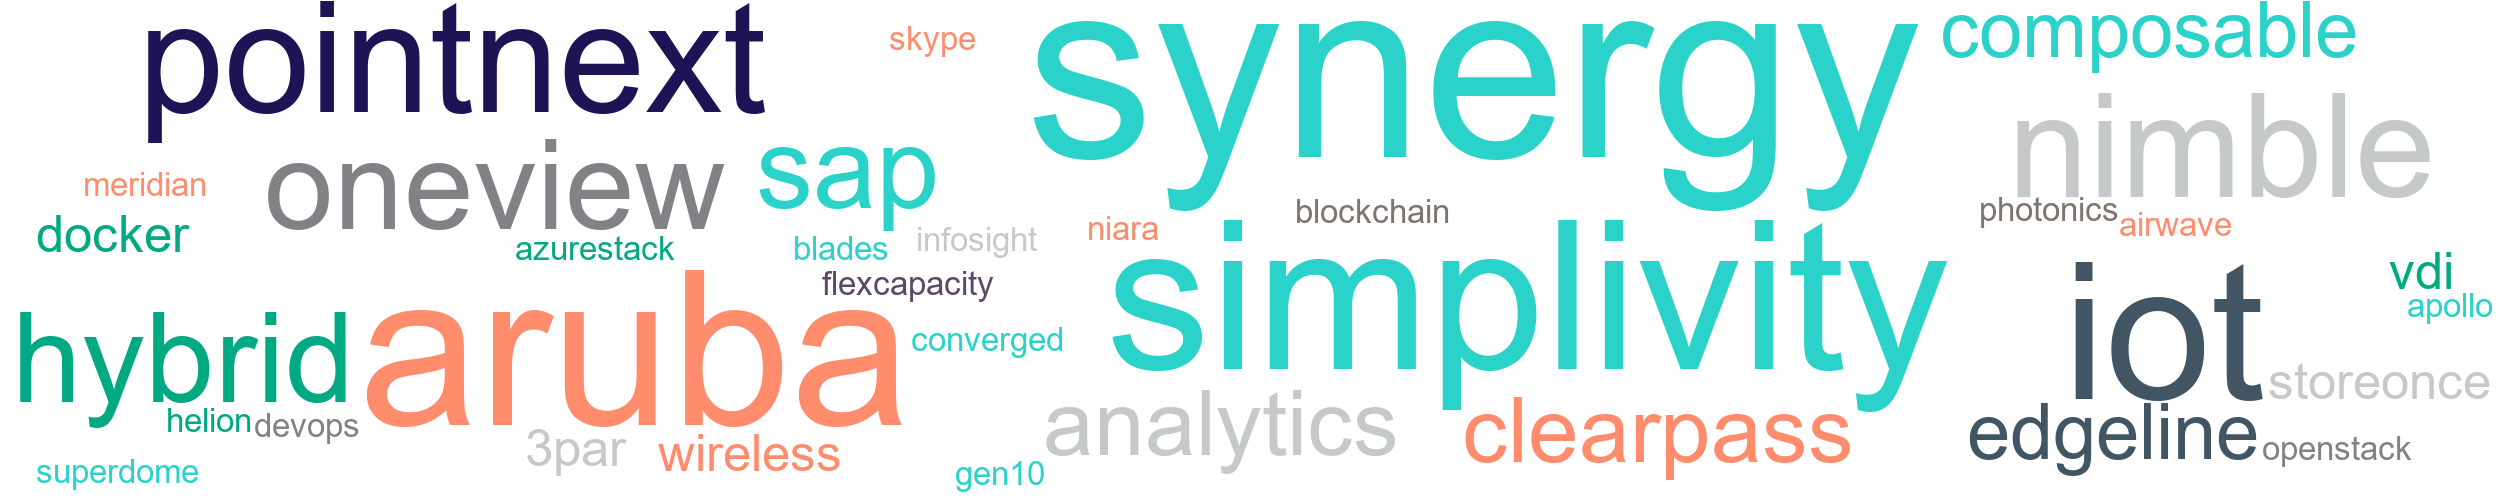 pointnext
skype
synergy
composable
nimble
oneview
sap
meridian
docker
azurestack
blades
infosight
niara
blockchain
photonics
airwave
flexcapacity
simplivity
iot
vdi
apollo
hybrid
aruba
converged
storeonce
helion
devops
3par
wireless
analytics
clearpass
edgeline
openstack
superdome
gen10